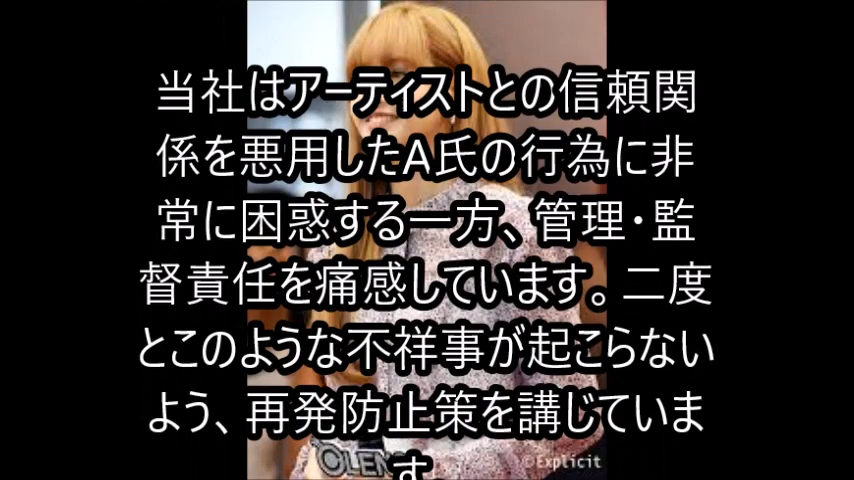 当社はアーティストとの信頼関
係を悪用したA氏の行為に非
常に困惑する一方、管理・監
督責任を痛感しています。二度
とこのような不祥事が起こらない
よう、再発防止策を講じていま
す。
OLEN
©Explicit